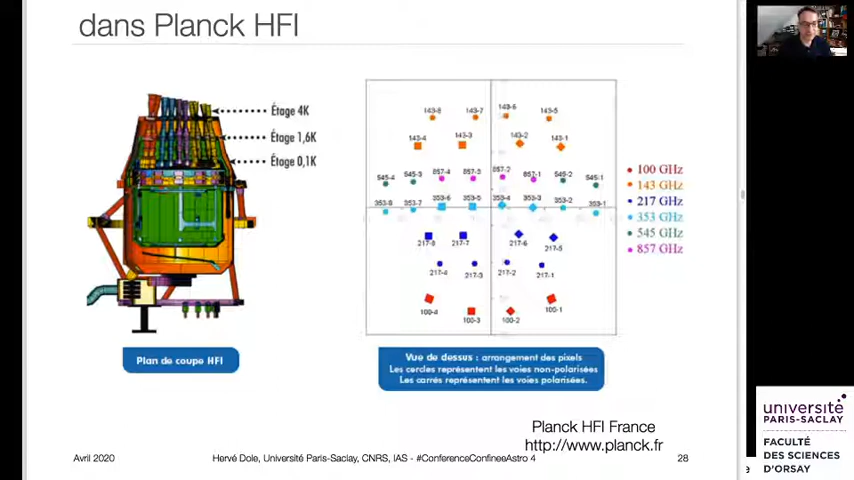 dans Planck HFI
Étage 4K
Étage 1,6K
Étage 0,1K
143-8 143-7 143-6 143-5
143-4 143-3 143-2 143-1
545-4 545-3 857-4 857-3 857-2 857-1 545-2 545-1
353-8 353-7 353-6 353-5 353-4 353-3 353-2 353-1
217-8 217-7 217-6 217-5
217-4 217-3 217-2 217-1
100-4 100-3 100-2 100-1
100 GHz
143 GHz
217 GHz
353 GHz
545 GHz
857 GHz
Plan de coupe HFI
Vue de dessus : arrangement des pixels
Les cercles représentent les voies non-polarisées
Les carrés représentent les voies polarisées.
Planck HFI France
http://www.planck.fr
Avril 2020
Hervé Dole, Université Paris-Saclay, CNRS, IAS - #ConferenceConfineeAstro 4
28
université
PARIS-SACLAY
FACULTÉ
DES SCIENCES
D'ORSAY